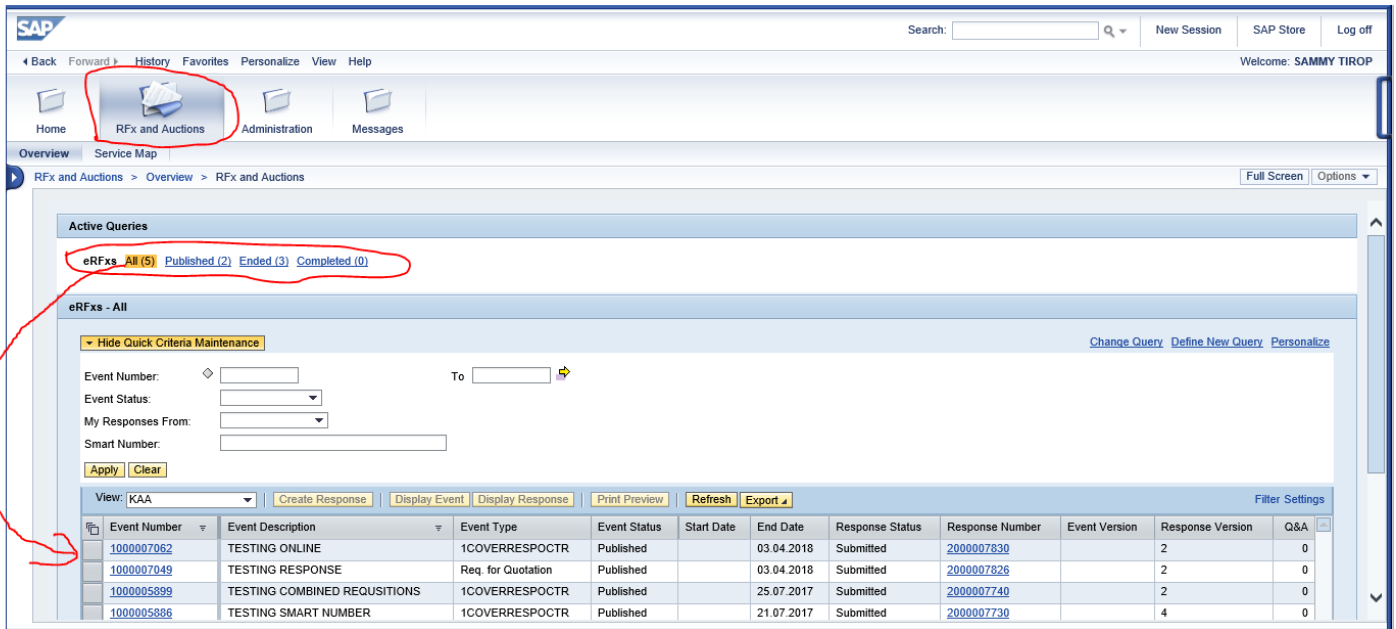 SAP Search: New Session SAP Store Log off
Back Forward History Favorites Personalize View Help Welcome: SAMMY TIROP
Home RFx and Auctions Administration Messages
Overview Service Map
RFx and Auctions > Overview > RFx and Auctions Full Screen Options
Active Queries
eRFxs All (5) Published (2) Ended (3) Completed (0)
eRFxs - All
Hide Quick Criteria Maintenance Change Query Define New Query Personalize
Event Number: To
Event Status:
My Responses From:
Smart Number:
Apply Clear
View: KAA Create Response Display Event Display Response Print Preview Refresh Export Filter Settings
Event Number Event Description Event Type Event Status Start Date End Date Response Status Response Number Event Version Response Version Q&A
1000007062 TESTING ONLINE 1COVERRESPOCTR Published 03.04.2018 Submitted 2000007830 2 0
1000007049 TESTING RESPONSE Req. for Quotation Published 03.04.2018 Submitted 2000007826 2 0
1000005899 TESTING COMBINED REQUSITIONS 1COVERRESPOCTR Published 25.07.2017 Submitted 2000007740 2 0
1000005886 TESTING SMART NUMBER 1COVERRESPOCTR Published 21.07.2017 Submitted 2000007730 4 0